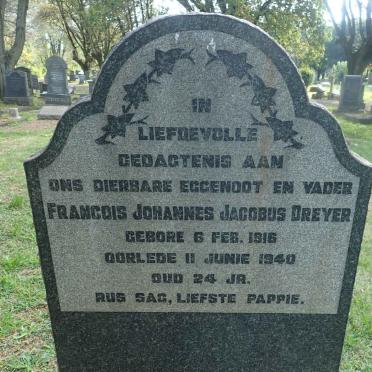 IN
LIEFDEVOLLE
GEDAGTENIS AAN
ONS DIERBARE EGGENOOT EN VADER
FRANCOIS JOHANNES JACOBUS DREYER
GEBORE 6 FEB. 1916
OORLEDE 11 JUNIE 1940
OUD 24 JR.
RUS SAG, LIEFSTE PAPPIE.